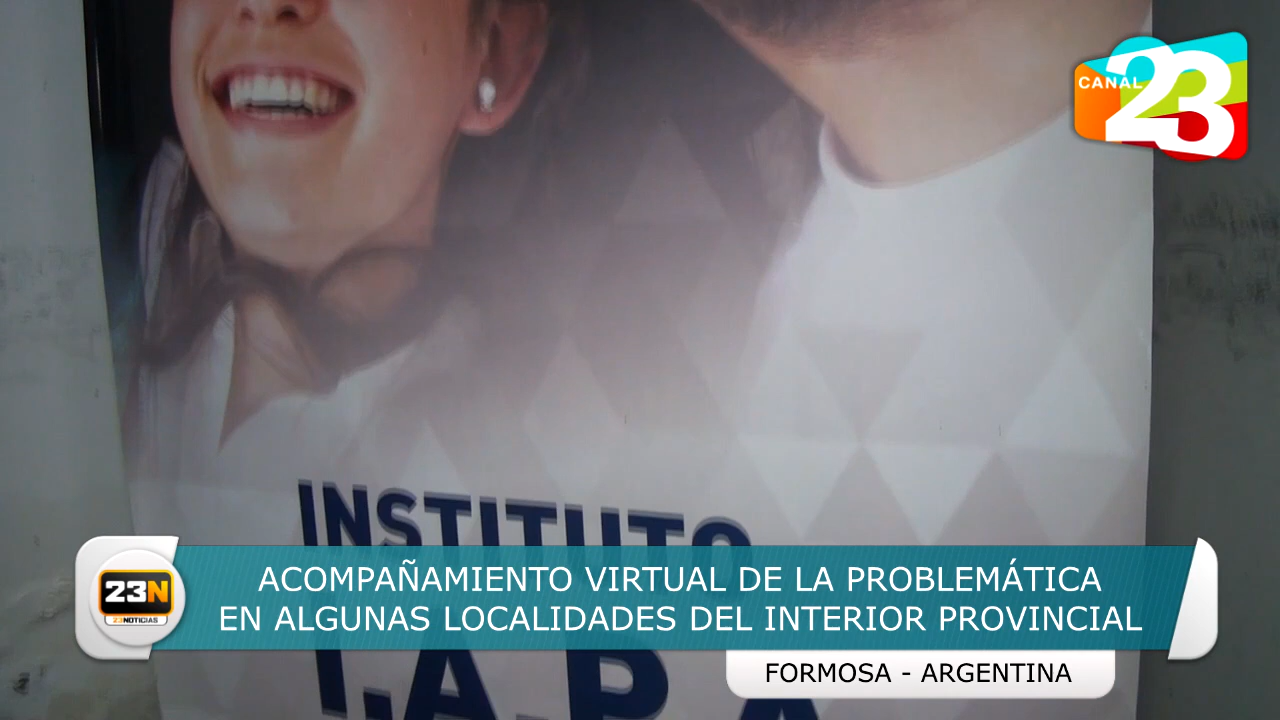 CANAL 23
INSTITUTO
I.A.P.A
23N
23NOTICIAS
ACOMPAÑAMIENTO VIRTUAL DE LA PROBLEMÁTICA
EN ALGUNAS LOCALIDADES DEL INTERIOR PROVINCIAL
FORMOSA - ARGENTINA